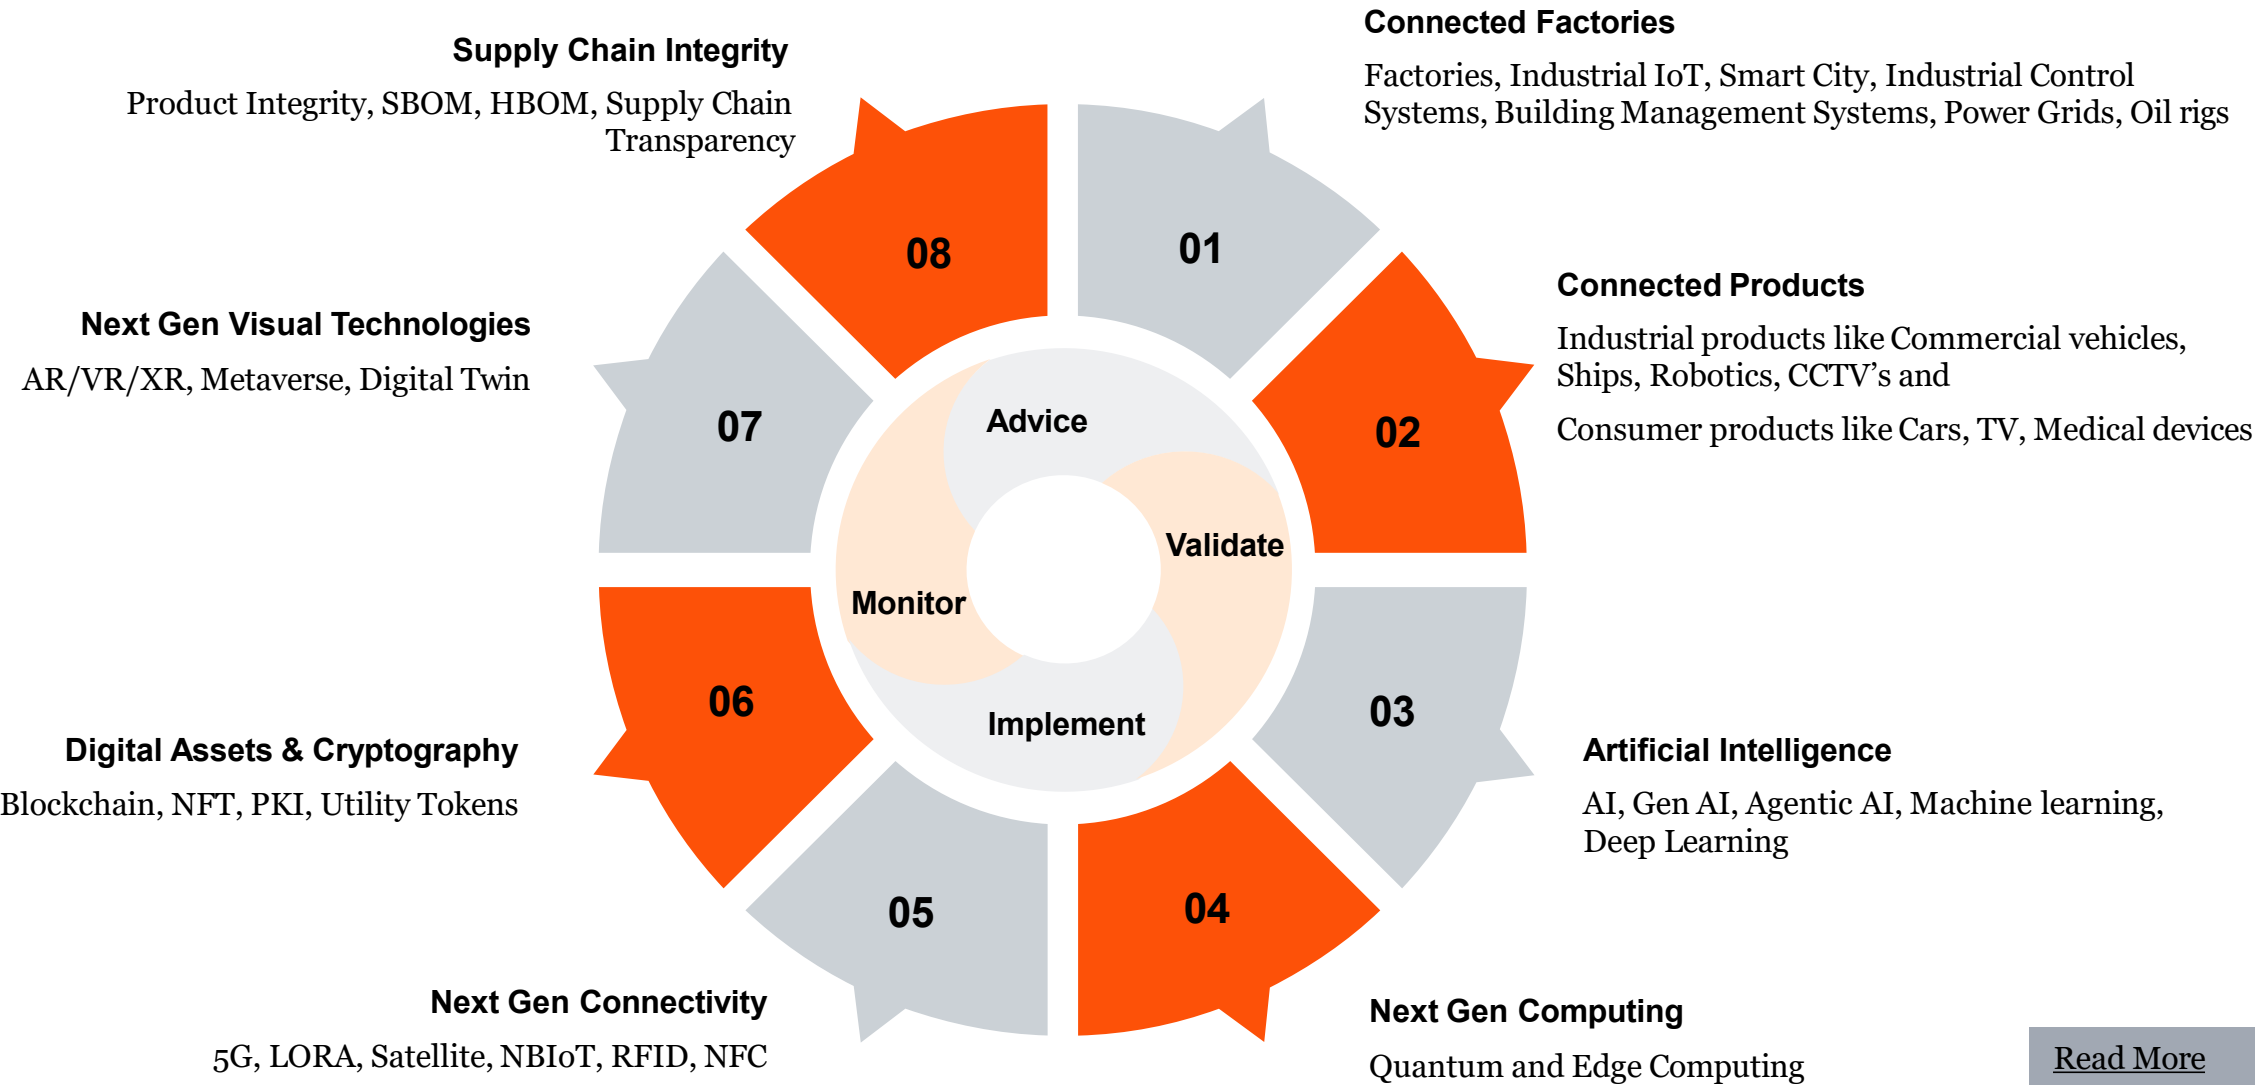 Connected Factories
Factories, Industrial IoT, Smart City, Industrial Control
Systems, Building Management Systems, Power Grids, Oil rigs
Supply Chain Integrity
Product Integrity, SBOM, HBOM, Supply Chain
Transparency
08
01
Connected Products
Industrial products like Commercial vehicles,
Ships, Robotics, CCTV’s and
Consumer products like Cars, TV, Medical devices
Next Gen Visual Technologies
AR/VR/XR, Metaverse, Digital Twin
07
02
Advice
Validate
Monitor
Implement
06
03
Digital Assets & Cryptography
Blockchain, NFT, PKI, Utility Tokens
Artificial Intelligence
AI, Gen AI, Agentic AI, Machine learning,
Deep Learning
05
04
Next Gen Connectivity
5G, LORA, Satellite, NBIoT, RFID, NFC
Next Gen Computing
Quantum and Edge Computing
Read More